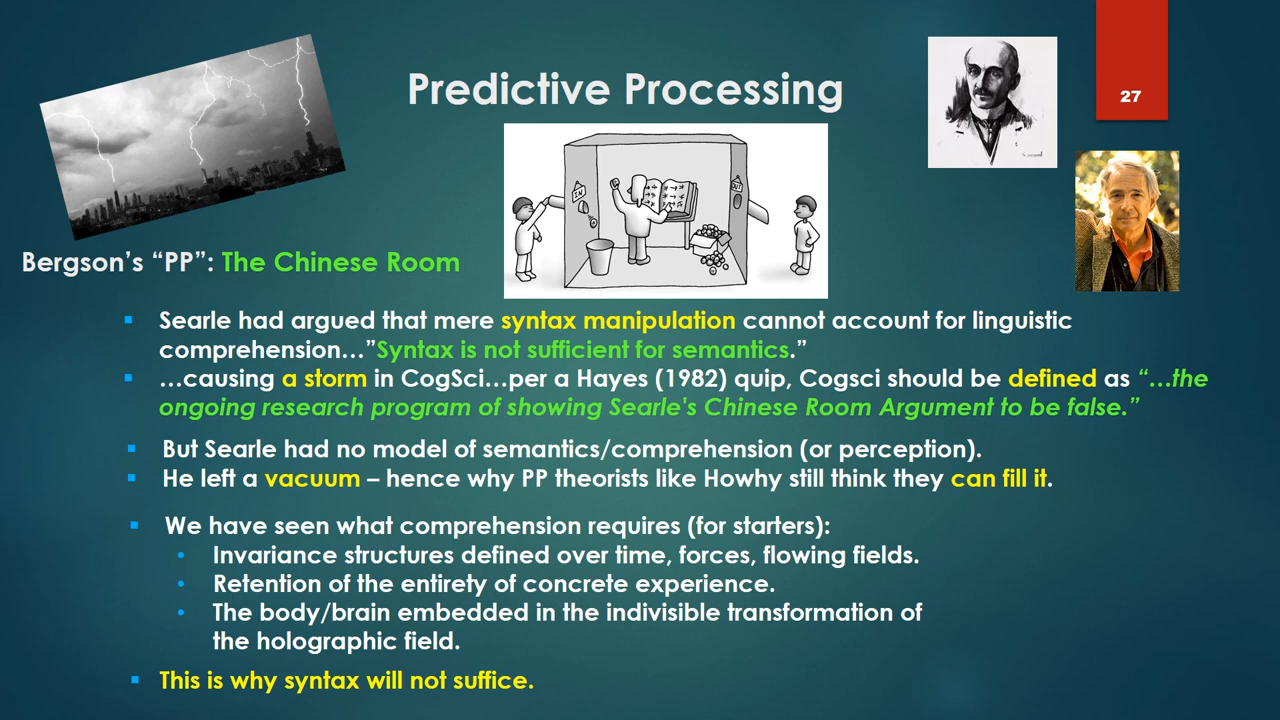 Predictive Processing
27
IN
OUT
Bergson’s “PP”: The Chinese Room
Searle had argued that mere syntax manipulation cannot account for linguistic
comprehension…”Syntax is not sufficient for semantics.”
…causing a storm in CogSci…per a Hayes (1982) quip, Cogsci should be defined as “…the
ongoing research program of showing Searle's Chinese Room Argument to be false.”
But Searle had no model of semantics/comprehension (or perception).
He left a vacuum – hence why PP theorists like Howhy still think they can fill it.
We have seen what comprehension requires (for starters):
Invariance structures defined over time, forces, flowing fields.
Retention of the entirety of concrete experience.
The body/brain embedded in the indivisible transformation of
the holographic field.
This is why syntax will not suffice.